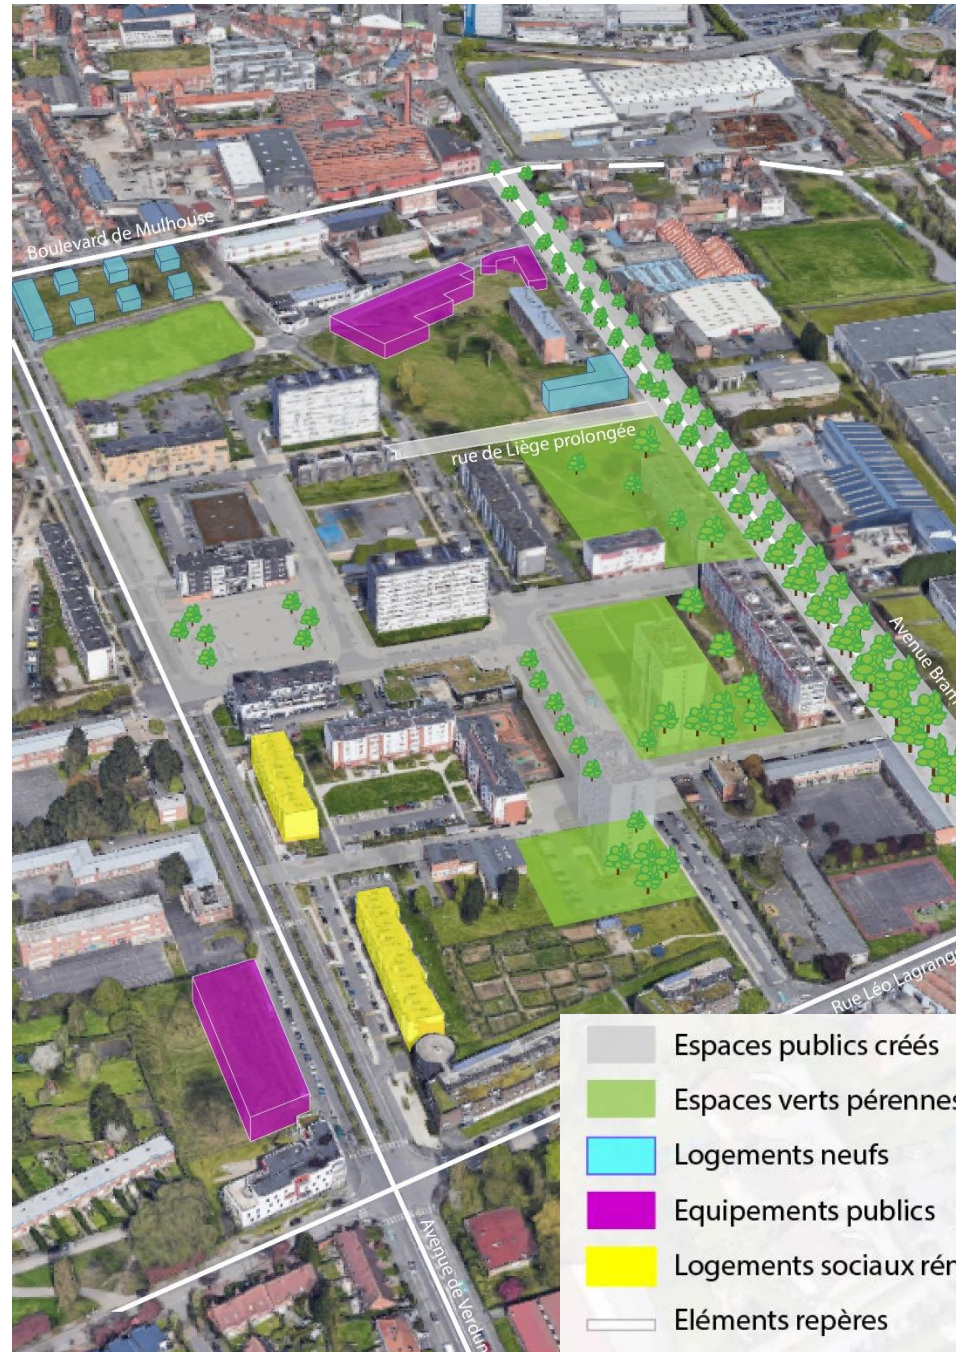 Boulevard de Mulhouse
rue de Liège prolongée
Avenue Bran
Rue Léo Lagrang
Avenue de Verdun
Espaces publics créés
Espaces verts pérennes
Logements neufs
Equipements publics
Logements sociaux rén
Eléments repères